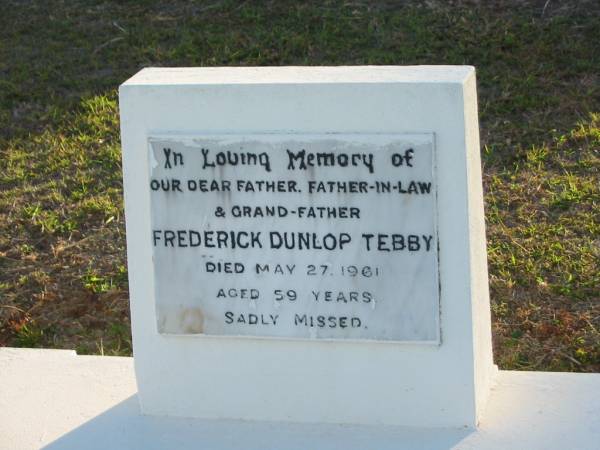 In Loving Memory of
OUR DEAR FATHER. FATHER-IN-LAW
& GRAND-FATHER
FREDERICK DUNLOP TEBBY
DIED MAY 27. 1961
AGED 59 YEARS
SADLY MISSED.